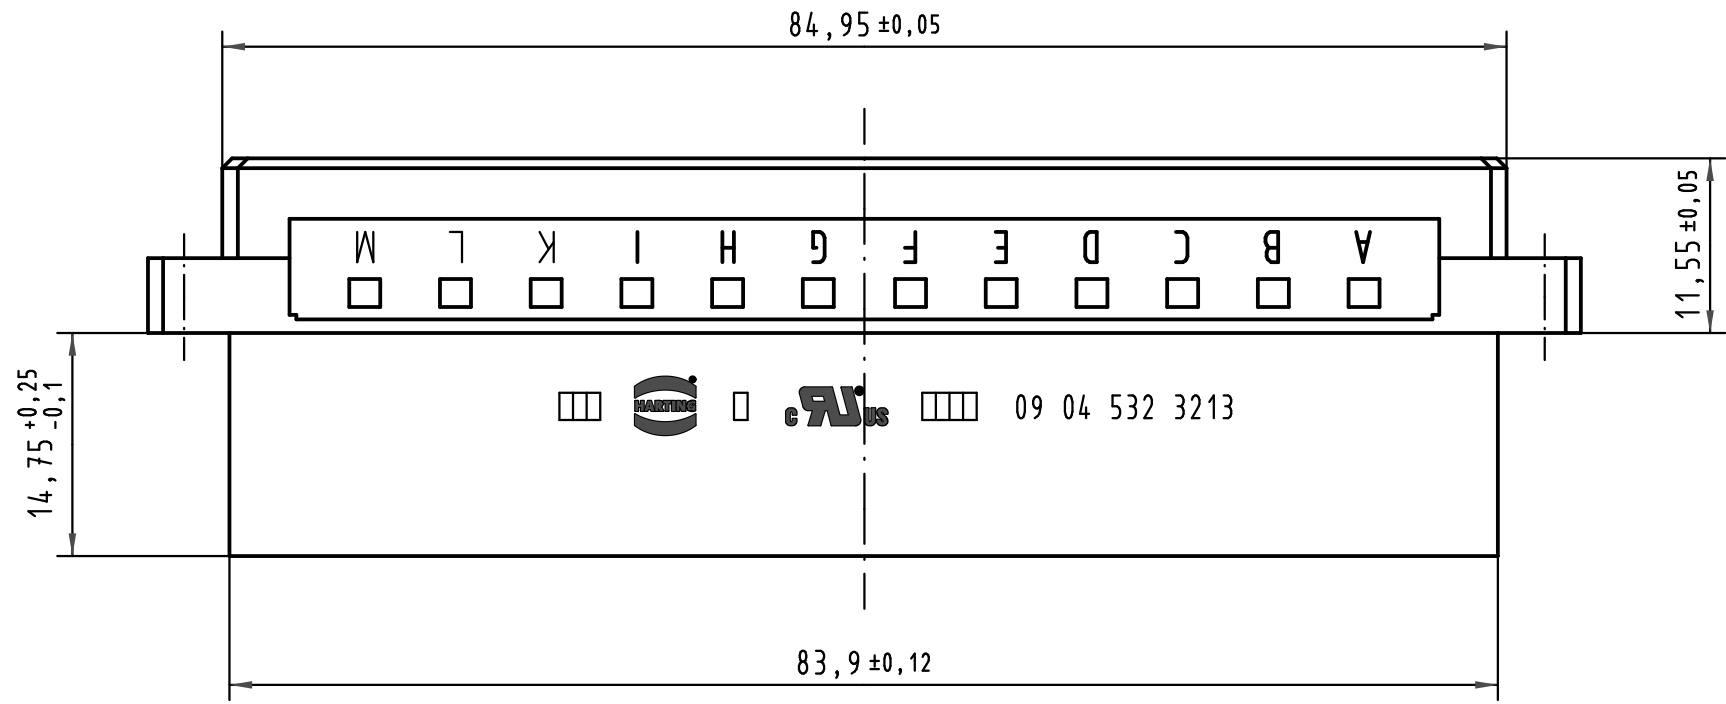 84,95 ±0,05
11,55 ±0,05
M L K I H G F E D C B A
14,75 +0,25 -0,1
HARTING c RU US 09 04 532 3213
83,9 ±0,12